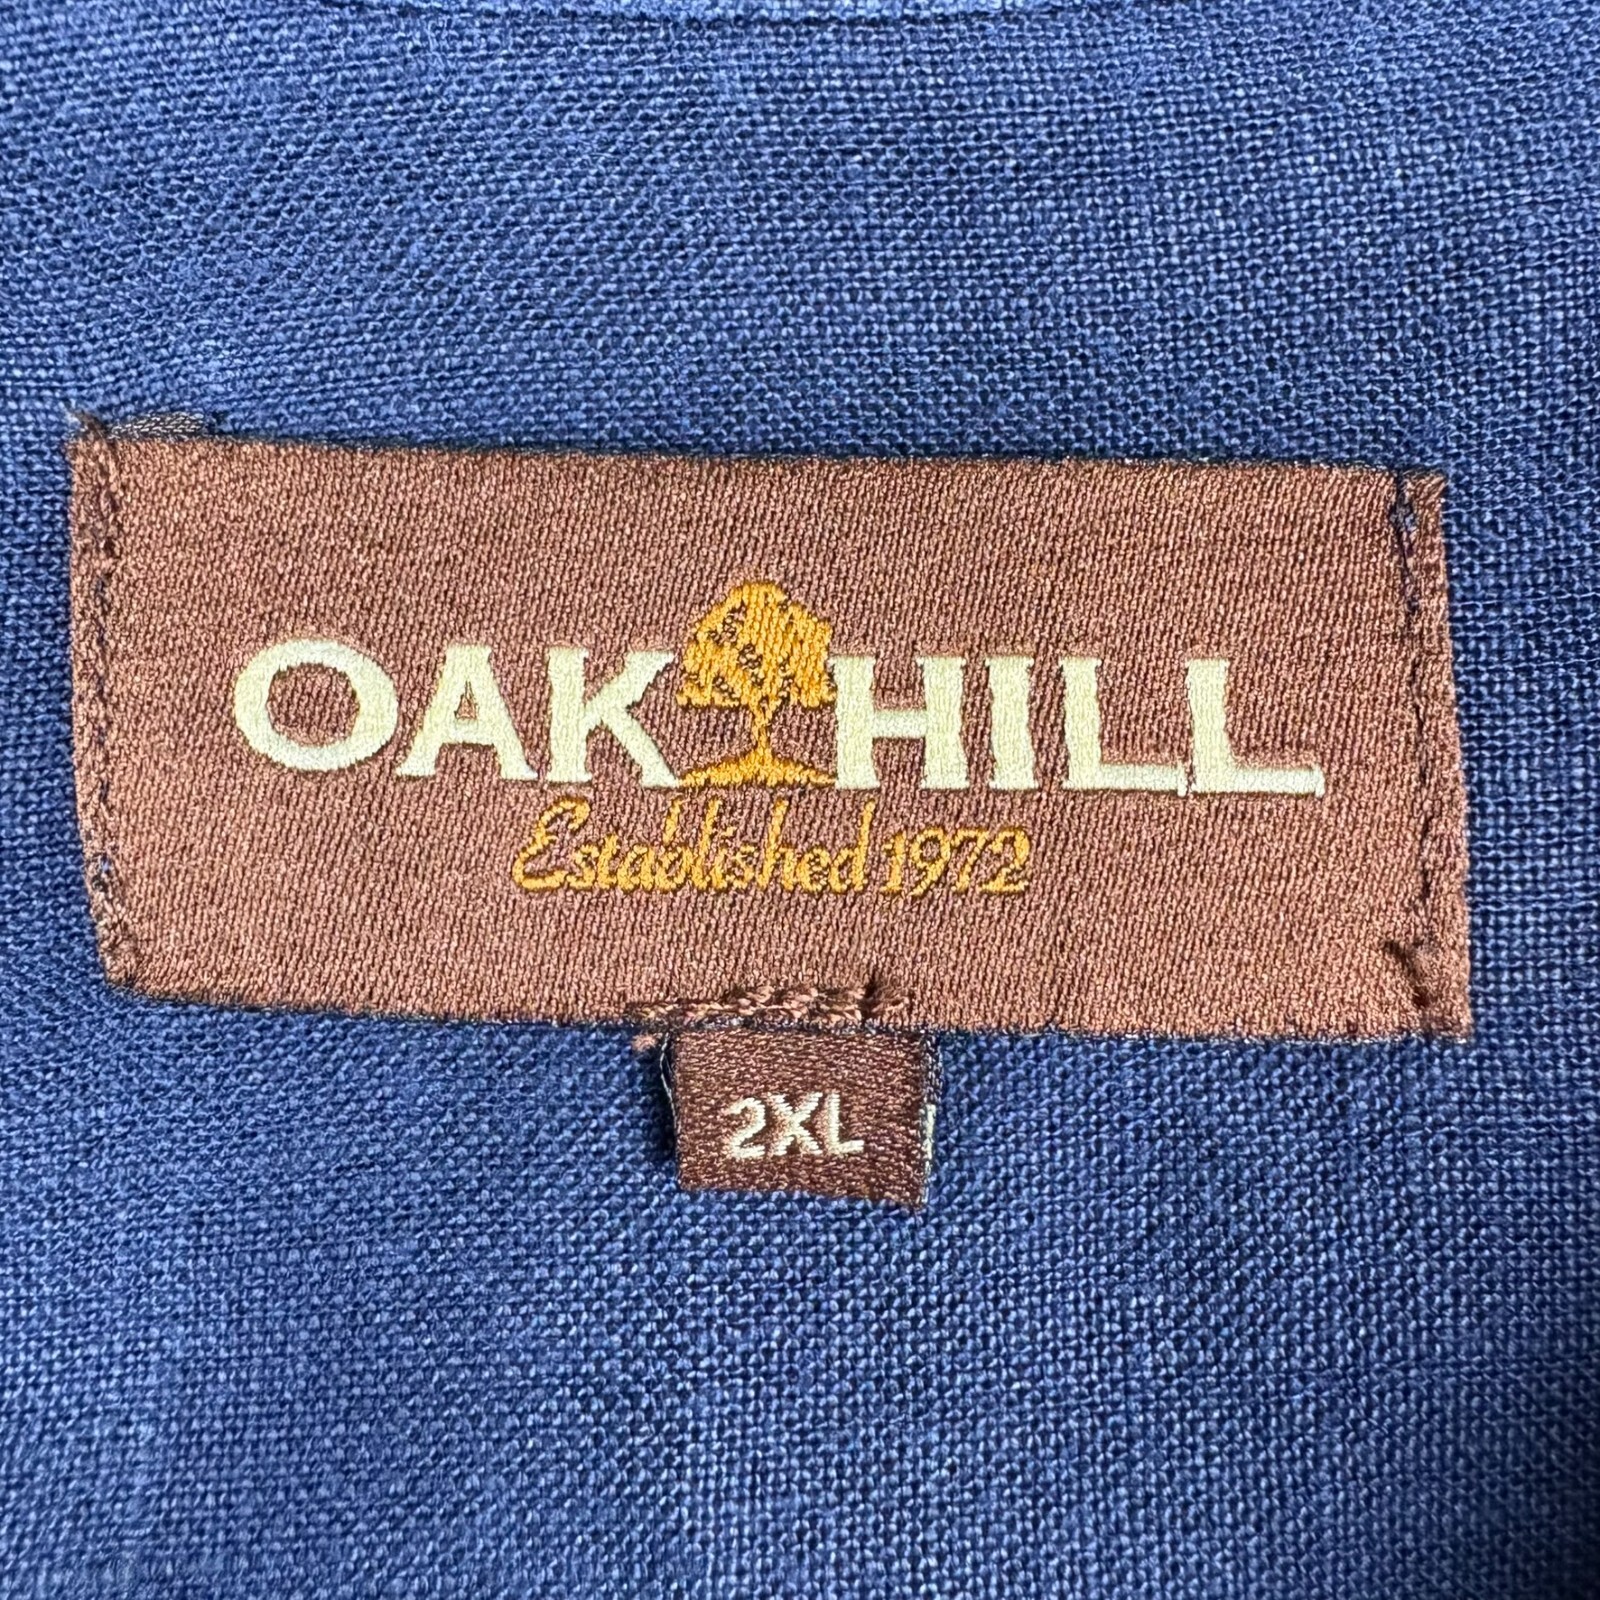 OAK HILL
Established 1972
2XL